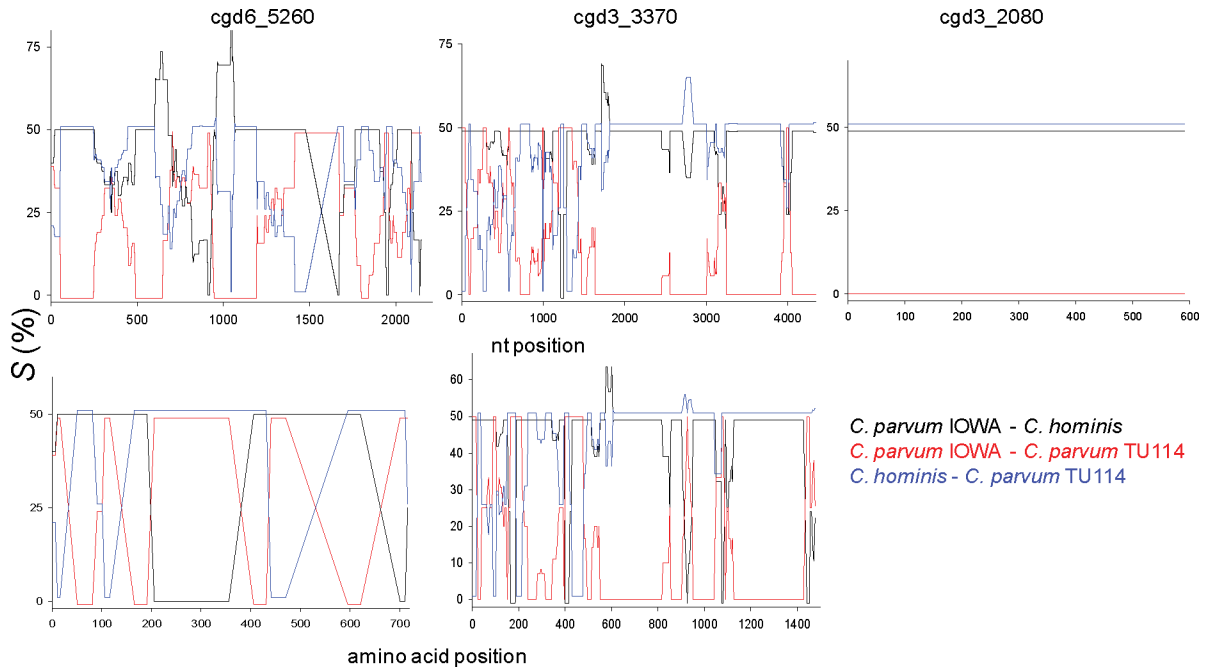 cgd6_5260 cgd3_3370 cgd3_2080
75
50
25
0
0 500 1000 1500 2000
75
50
25
0
0 1000 2000 3000 4000
50
25
0
0 100 200 300 400 500 600
S (%)
nt position
50
25
0
0 100 200 300 400 500 600 700
60
50
40
30
20
10
0
0 200 400 600 800 1000 1200 1400
amino acid position
C. parvum IOWA - C. hominis
C. parvum IOWA - C. parvum TU114
C. hominis - C. parvum TU114